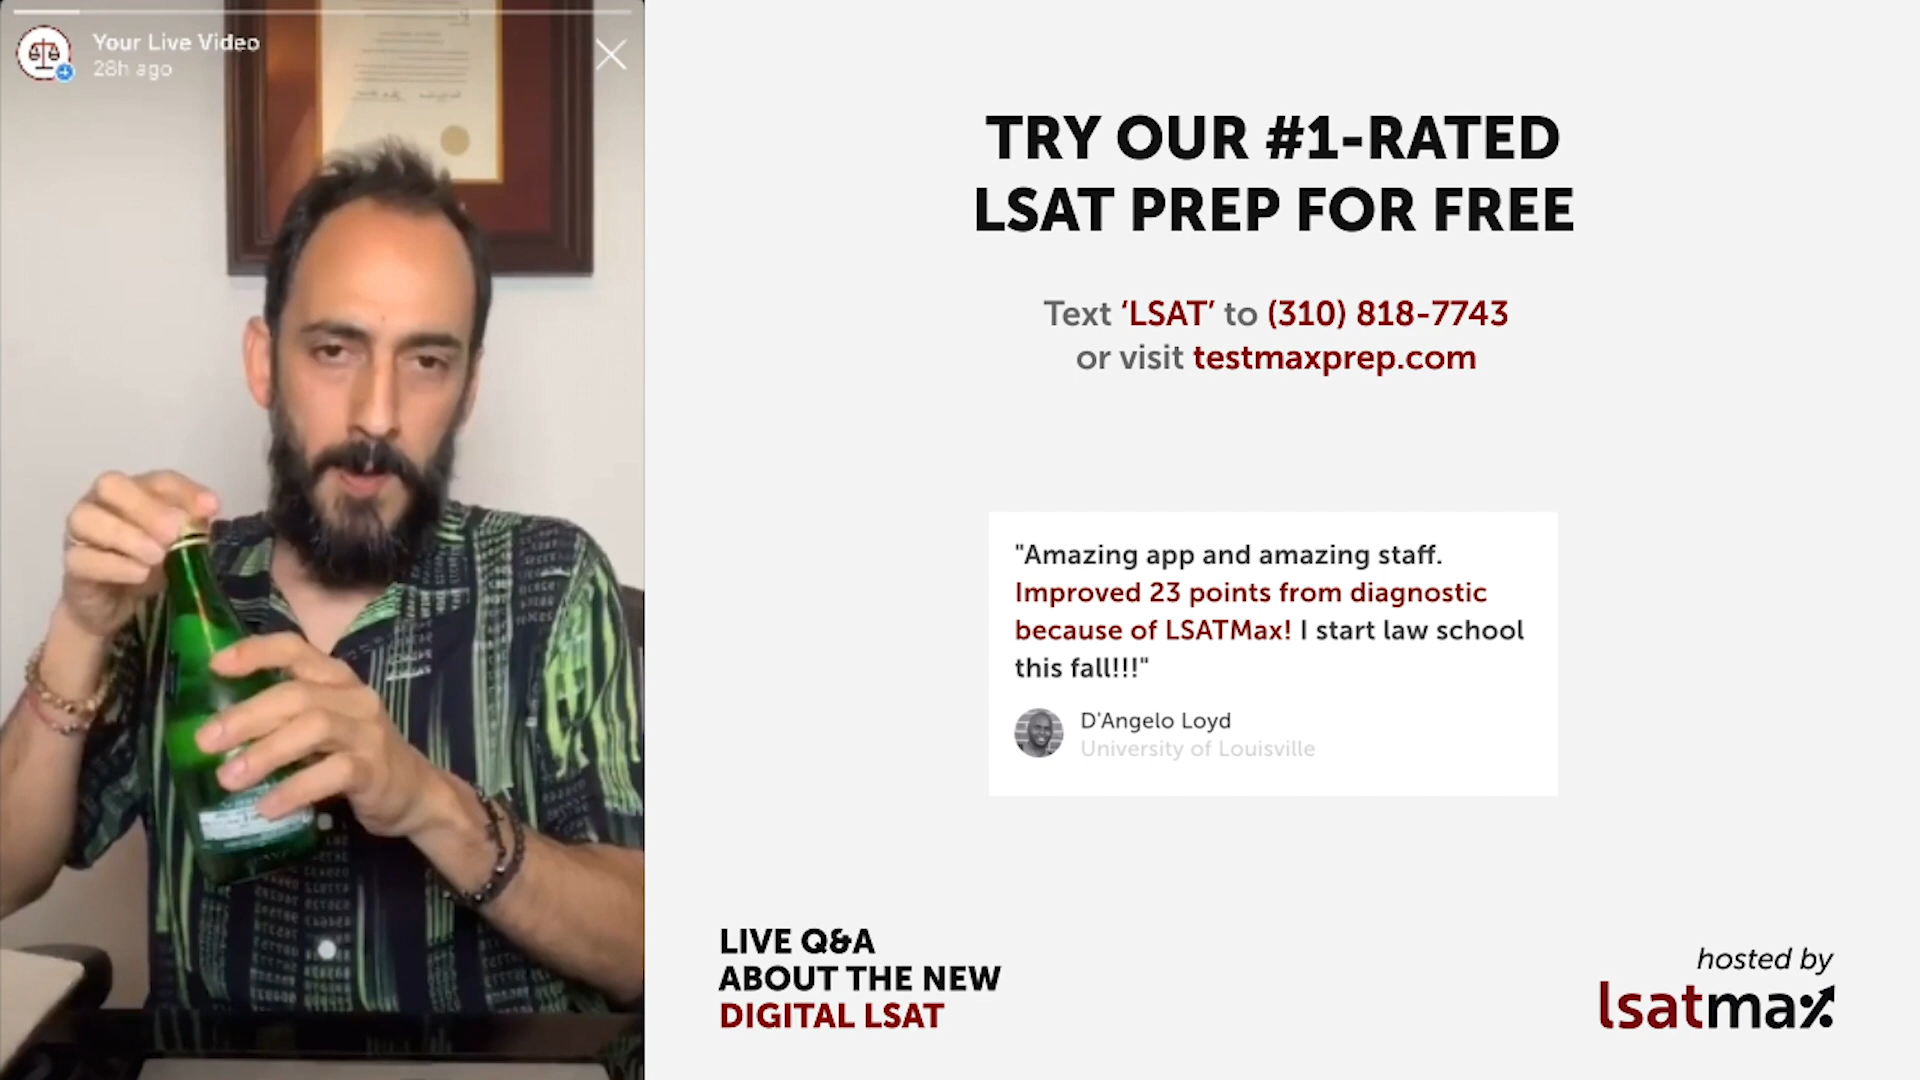 Your Live Video
28h ago
TRY OUR #1-RATED
LSAT PREP FOR FREE
Text ‘LSAT’ to (310) 818-7743
or visit testmaxprep.com
"Amazing app and amazing staff.
Improved 23 points from diagnostic
because of LSATMax! I start law school
this fall!!!"
D'Angelo Loyd
University of Louisville
LIVE Q&A
ABOUT THE NEW
DIGITAL LSAT
hosted by
lsatmax